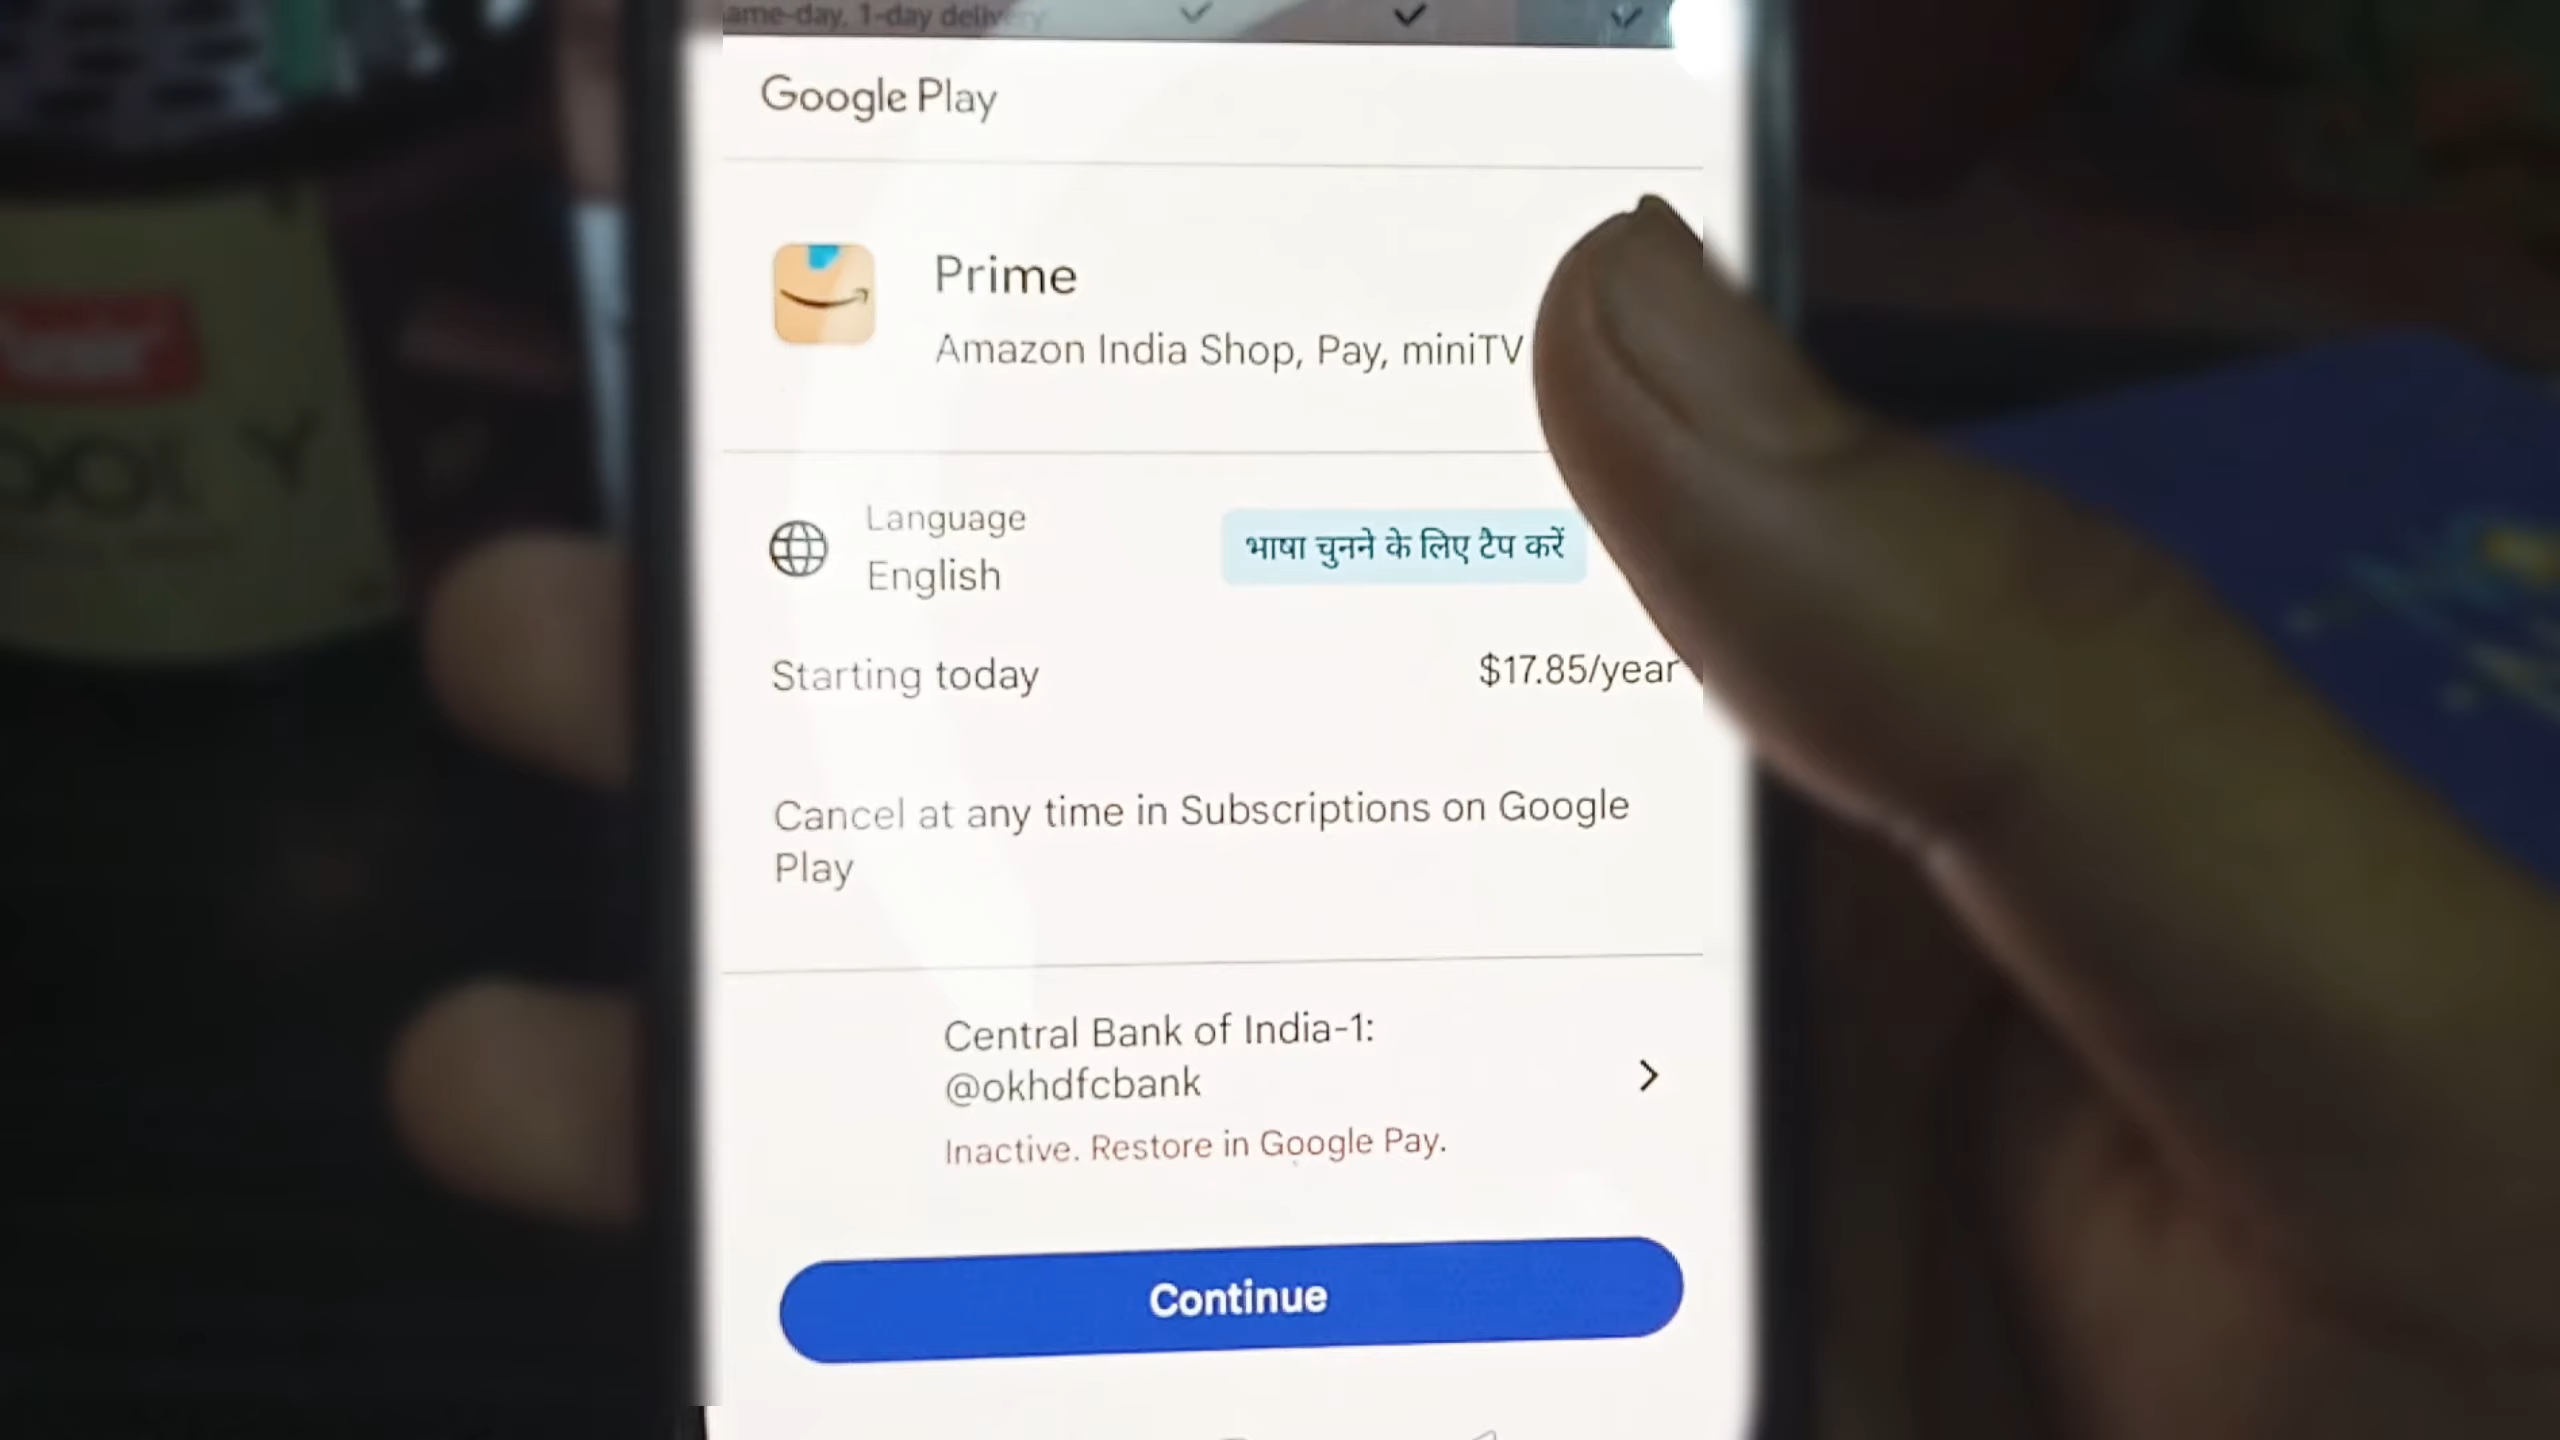 ame-day, 1-day delivery
Google Play
Prime
Amazon India Shop, Pay, miniTV
Language
English
भाषा चुनने के लिए टैप करें
Starting today
$17.85/year
Cancel at any time in Subscriptions on Google
Play
Central Bank of India-1:
@okhdfcbank
Inactive. Restore in Google Pay.
Continue